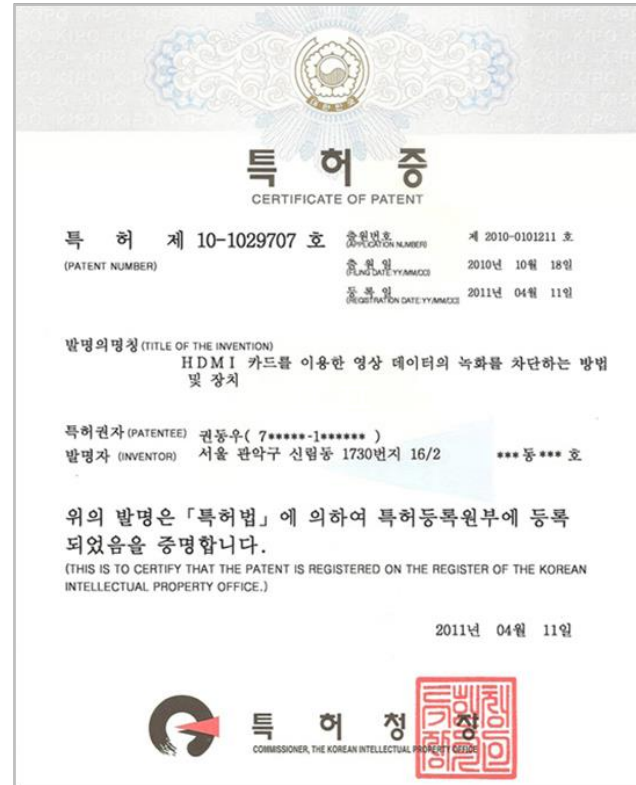 대한민국
특 허 증
CERTIFICATE OF PATENT
특 허 제 10-1029707 호
(PATENT NUMBER)
출원번호 제 2010-0101211 호
(APPLICATION NUMBER)
출 원 일 2010년 10월 18일
(FILING DATE:YY/MM/DD)
등 록 일 2011년 04월 11일
(REGISTRATION DATE:YY/MM/DD)
발명의명칭 (TITLE OF THE INVENTION)
HDMI 카드를 이용한 영상 데이터의 녹화를 차단하는 방법
및 장치
특허권자 (PATENTEE) 권동우( 7*****-1****** )
발명자 (INVENTOR) 서울 관악구 신림동 1730번지 16/2 ***동*** 호
위의 발명은 「특허법」에 의하여 특허등록원부에 등록
되었음을 증명합니다.
(THIS IS TO CERTIFY THAT THE PATENT IS REGISTERED ON THE REGISTER OF THE KOREAN
INTELLECTUAL PROPERTY OFFICE.)
2011년 04월 11일
특 허 청 장
COMMISSIONER, THE KOREAN INTELLECTUAL PROPERTY OFFICE